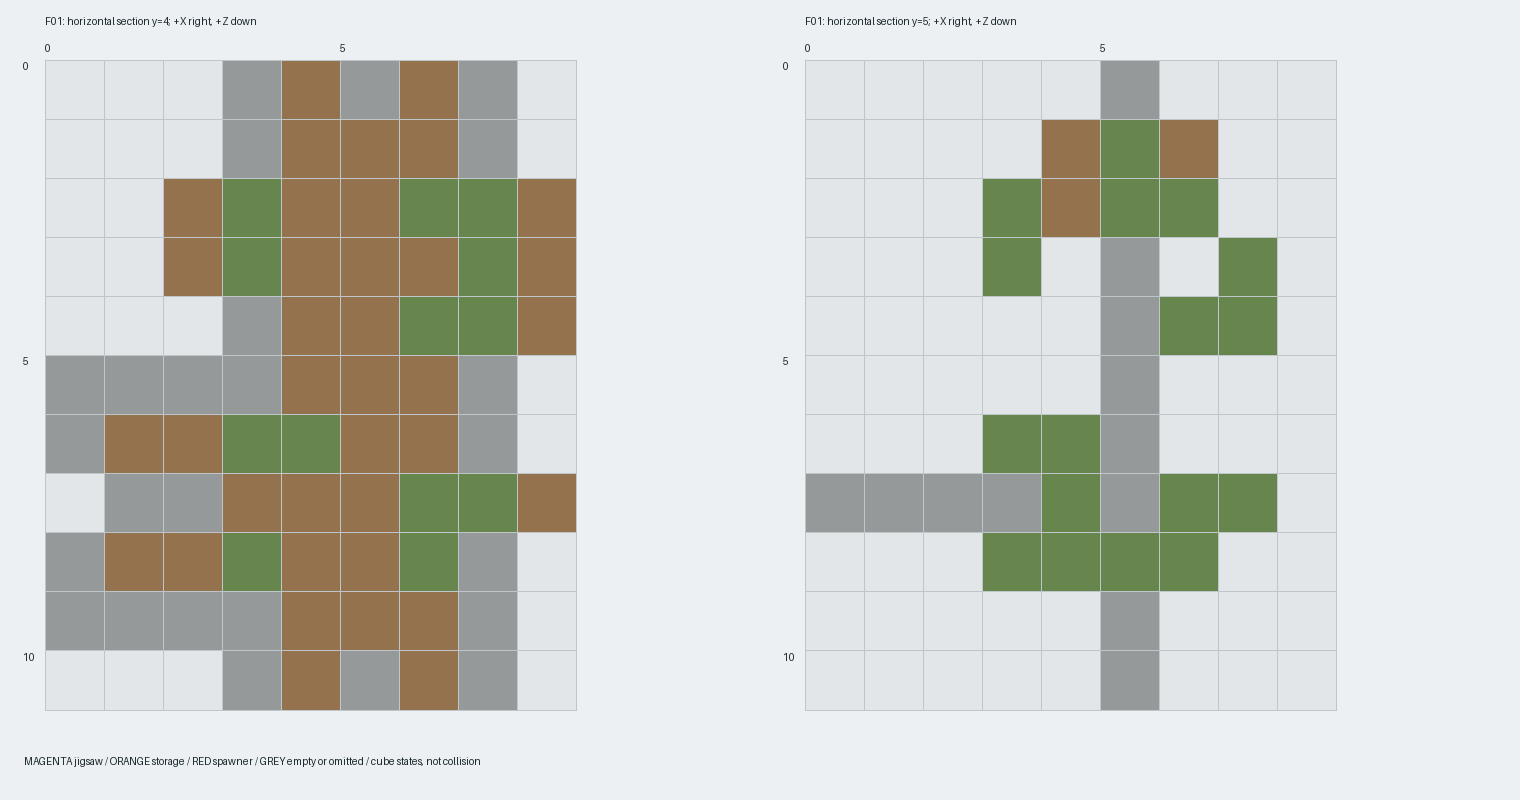 F01: horizontal section y=4; +X right, +Z down
F01: horizontal section y=5; +X right, +Z down
0 5
0 5
0 0
5 5
10 10
MAGENTA jigsaw / ORANGE storage / RED spawner / GREY empty or omitted / cube states, not collision